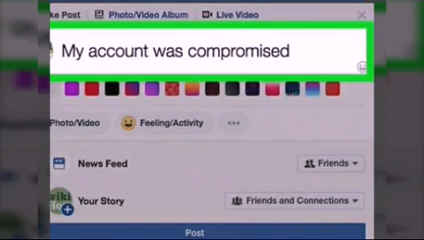 ke Post Photo/Video Album Live Video
My account was compromised
Photo/Video Feeling/Activity
News Feed Friends
wiki
Your Story Friends and Connections
Post